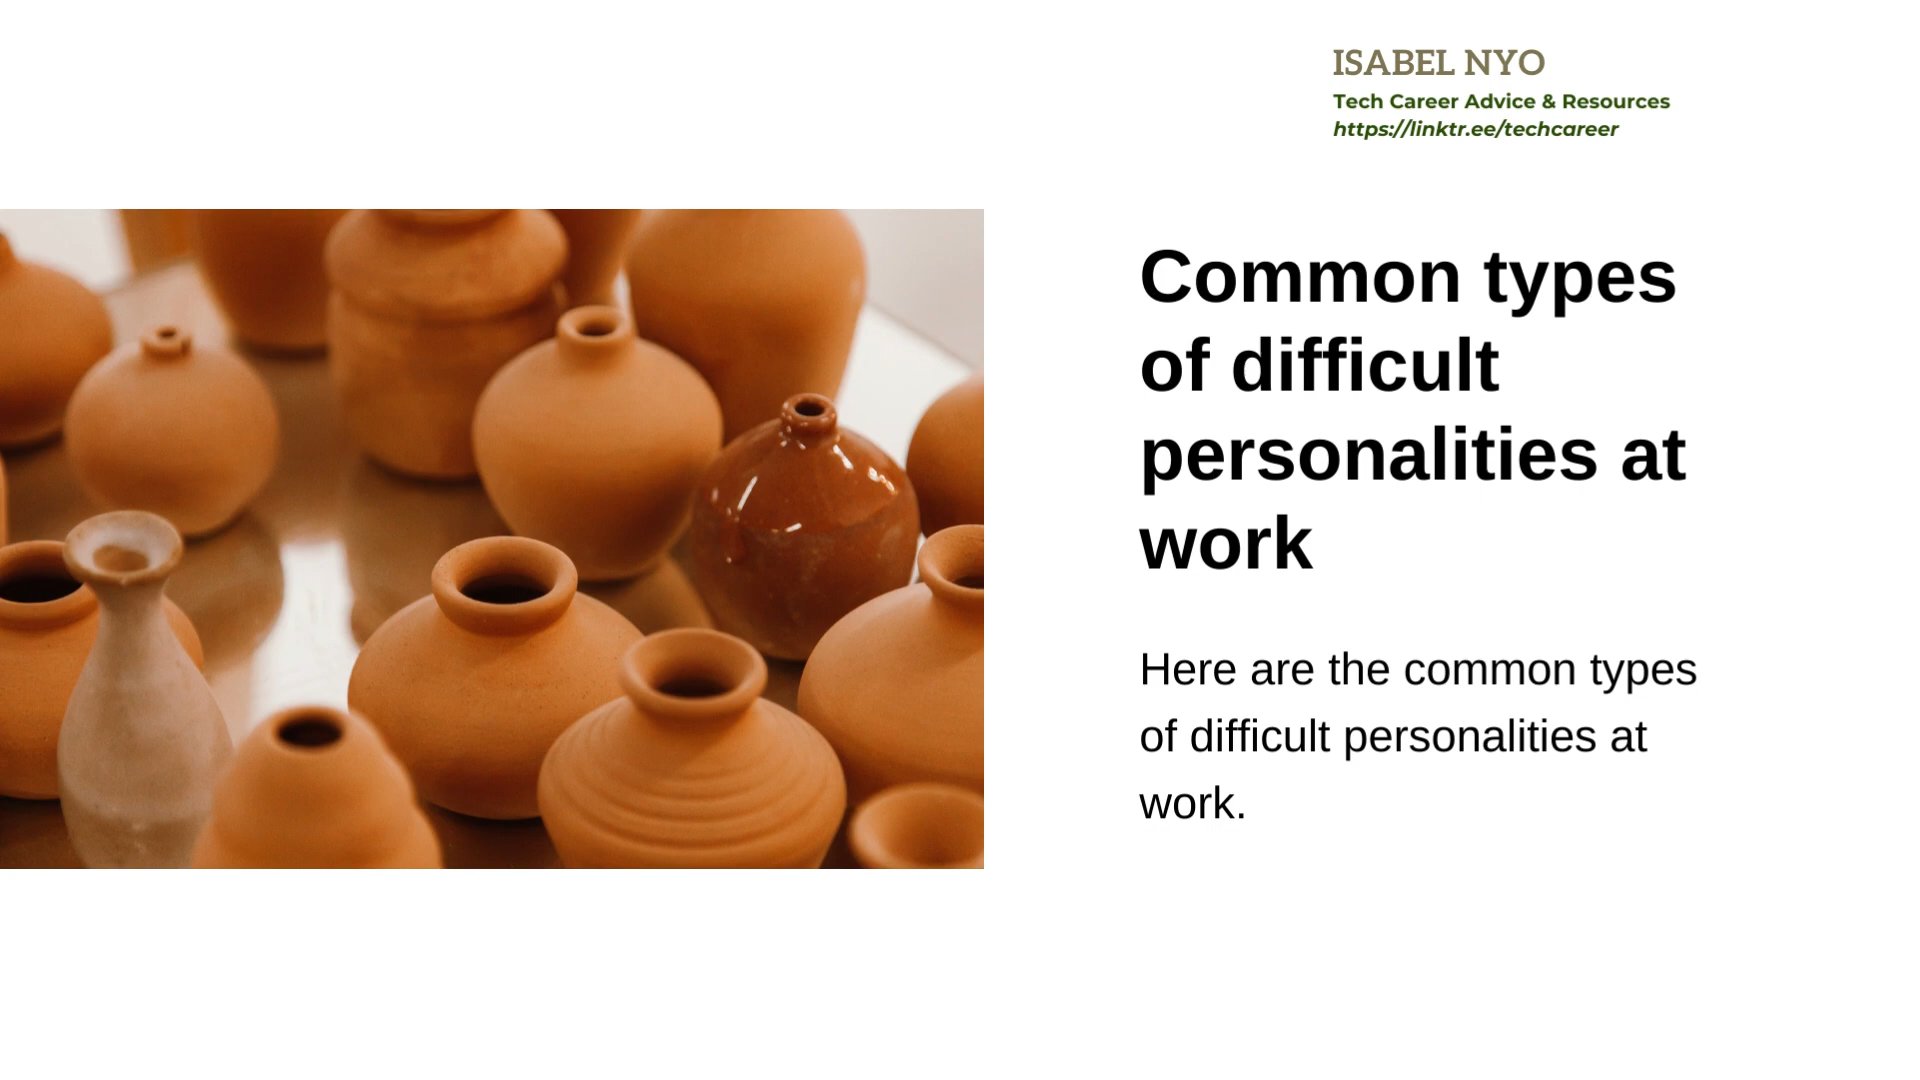 ISABEL NYO
Tech Career Advice & Resources
https://linktr.ee/techcareer
Common types
of difficult
personalities at
work
Here are the common types
of difficult personalities at
work.